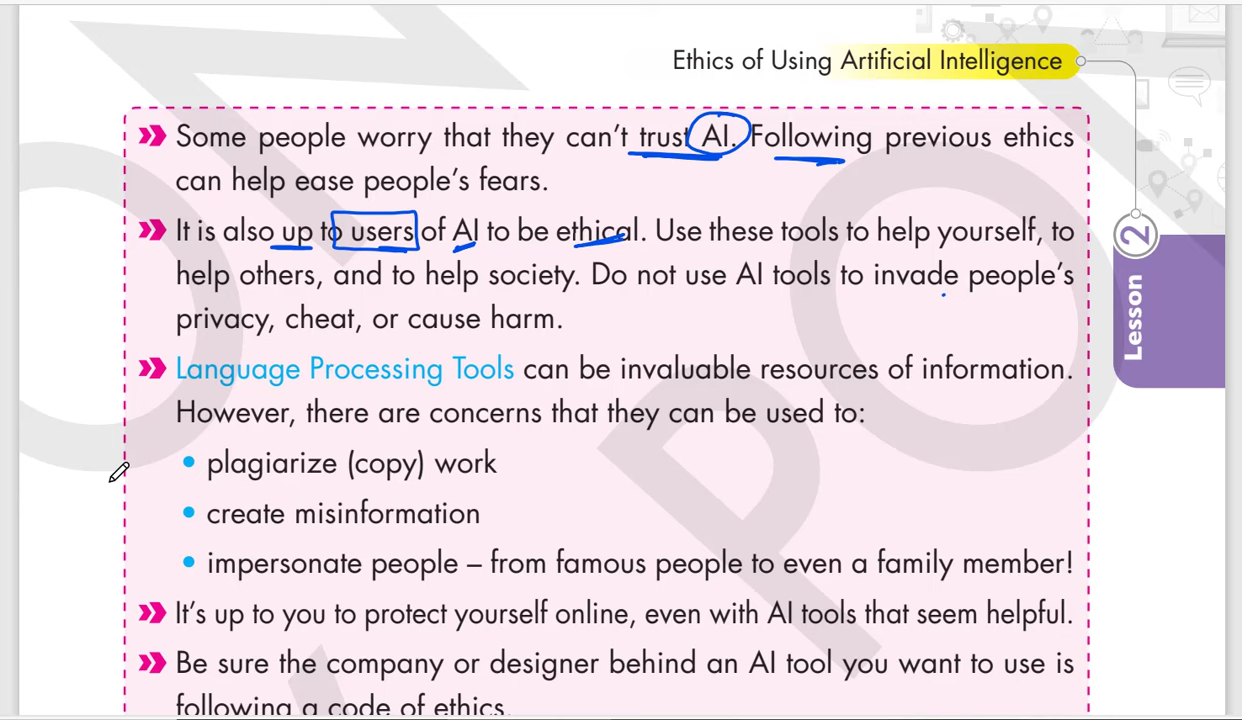 Ethics of Using Artificial Intelligence
Some people worry that they can't trust AI. Following previous ethics
can help ease people's fears.
It is also up to users of AI to be ethical. Use these tools to help yourself, to
help others, and to help society. Do not use AI tools to invade people's
privacy, cheat, or cause harm.
Lesson 2
Language Processing Tools can be invaluable resources of information.
However, there are concerns that they can be used to:
• plagiarize (copy) work
• create misinformation
• impersonate people – from famous people to even a family member!
It's up to you to protect yourself online, even with AI tools that seem helpful.
Be sure the company or designer behind an AI tool you want to use is
following a code of ethics.